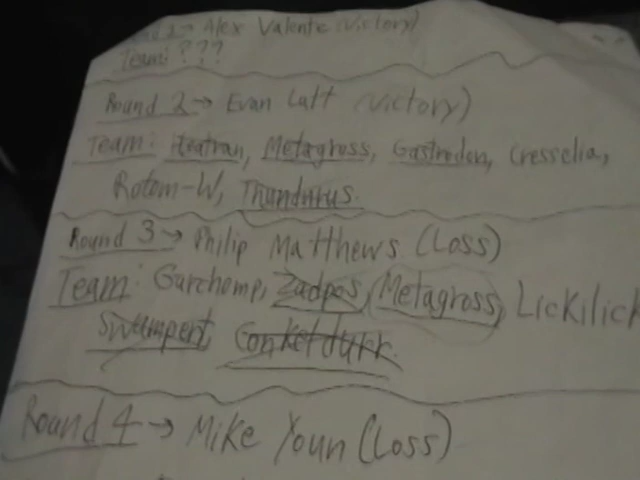 Alex Valente (victory)
Team: ???
Round 2 → Evan Latt (victory)
Team: Heatran, Metagross, Gastrodon, Cresselia,
Rotom-W, Thundurus.
Round 3 → Philip Matthews (Loss)
Team: Garchomp, Zadpos, Metagross, Lickilick
Swampert, Conkeldurr.
Round 4 → Mike Youn (Loss)